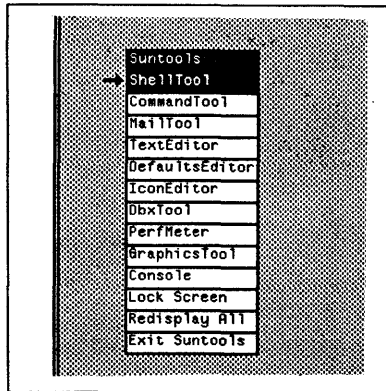 Suntools
ShellTool
CommandTool
MailTool
TextEditor
DefaultsEditor
IconEditor
DbxTool
PerfMeter
GraphicsTool
Console
Lock Screen
Redisplay All
Exit Suntools